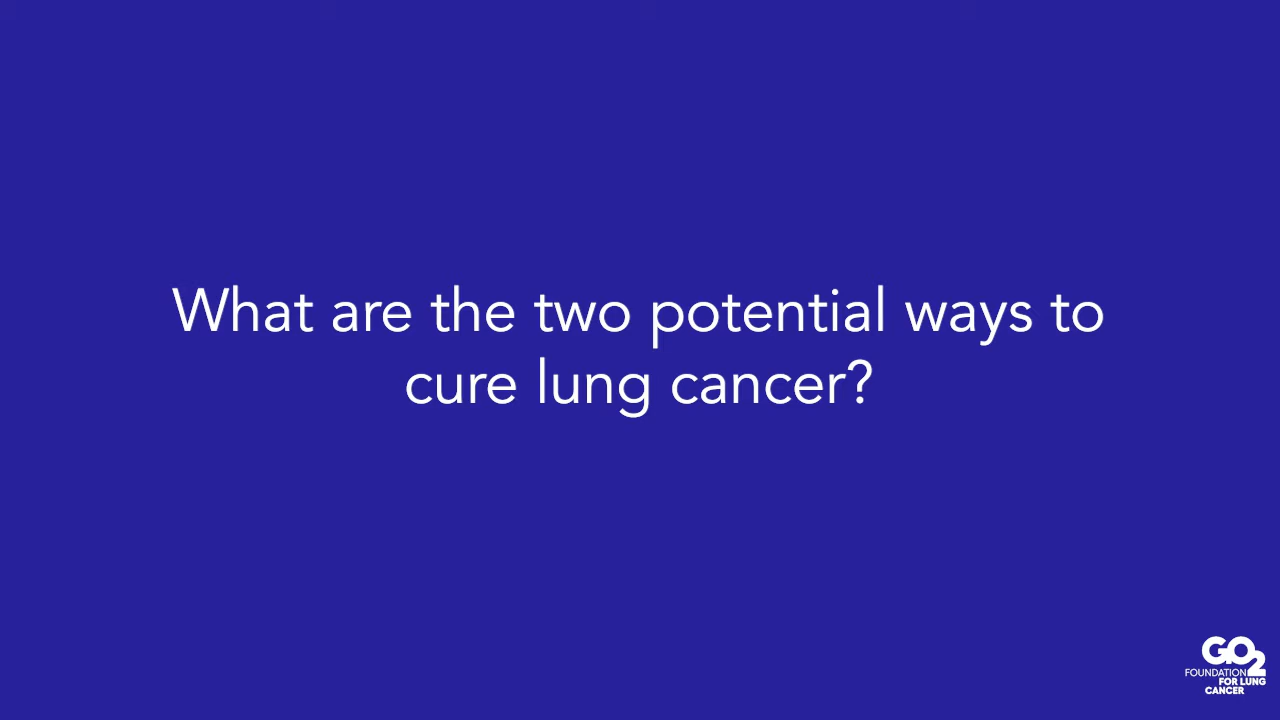 What are the two potential ways to
cure lung cancer?
GO2
FOUNDATION
FOR LUNG
CANCER